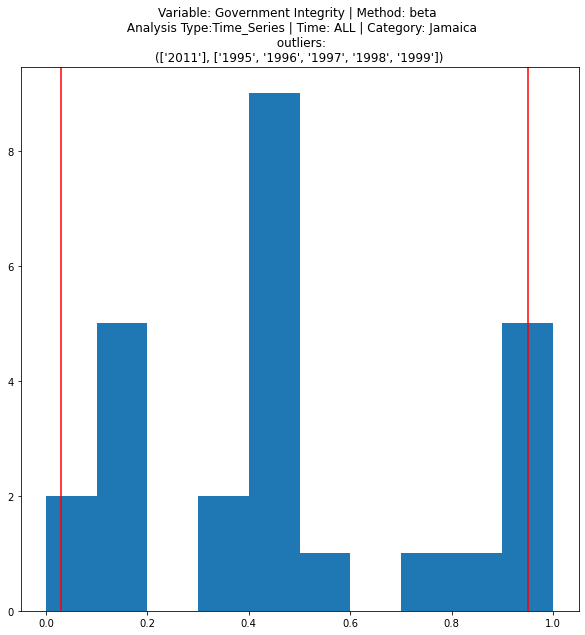 Variable: Government Integrity | Method: beta
Analysis Type:Time_Series | Time: ALL | Category: Jamaica
outliers:
(['2011'], ['1995', '1996', '1997', '1998', '1999'])
8
6
4
2
0
0.0 0.2 0.4 0.6 0.8 1.0